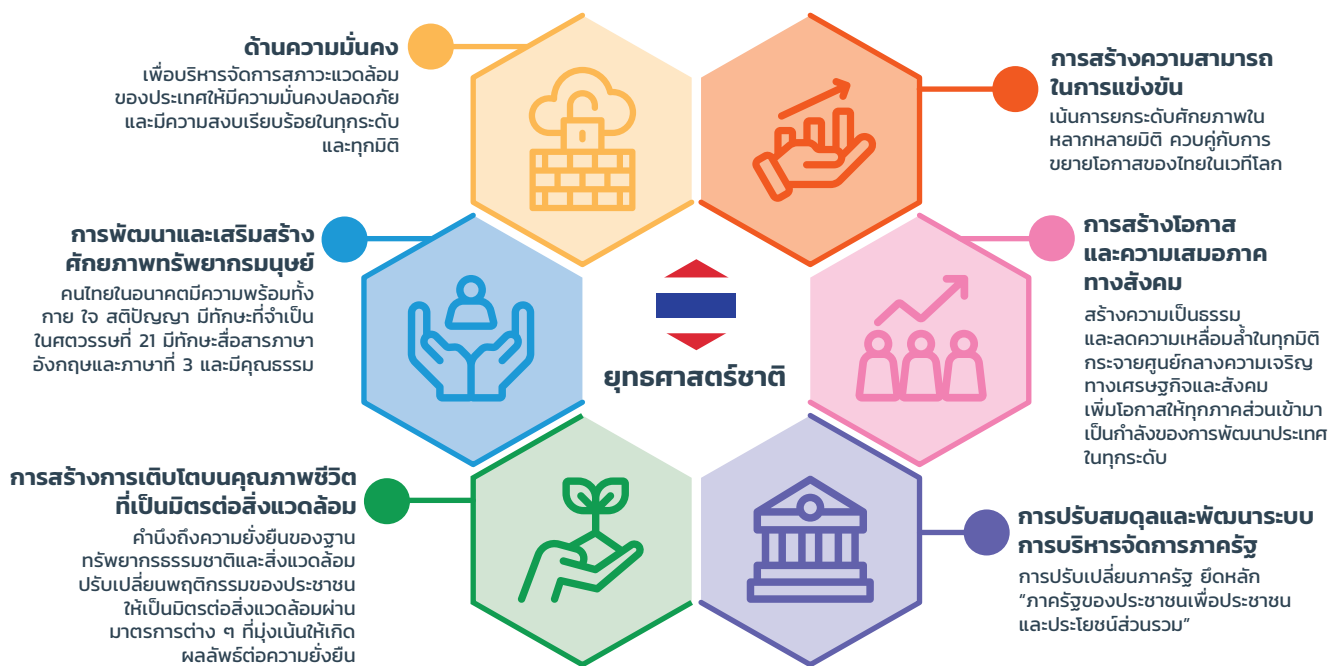 ด้านความมั่นคง
เพื่อบริหารจัดการสภาวะแวดล้อม
ของประเทศให้มีความมั่นคงปลอดภัย
และมีความสงบเรียบร้อยในทุกระดับ
และทุกมิติ
การสร้างความสามารถ
ในการแข่งขัน
เน้นการยกระดับศักยภาพใน
หลากหลายมิติ ควบคู่กับการ
ขยายโอกาสของไทยในเวทีโลก
การพัฒนาและเสริมสร้าง
ศักยภาพทรัพยากรมนุษย์
คนไทยในอนาคตมีความพร้อมทั้ง
กาย ใจ สติปัญญา มีทักษะที่จำเป็น
ในศตวรรษที่ 21 มีทักษะสื่อสารภาษา
อังกฤษและภาษาที่ 3 และมีคุณธรรม
ยุทธศาสตร์ชาติ
การสร้างโอกาส
และความเสมอภาค
ทางสังคม
สร้างความเป็นธรรม
และลดความเหลื่อมล้ำในทุกมิติ
กระจายศูนย์กลางความเจริญ
ทางเศรษฐกิจและสังคม
เพิ่มโอกาสให้ทุกภาคส่วนเข้ามา
เป็นกำลังของการพัฒนาประเทศ
ในทุกระดับ
การสร้างการเติบโตบนคุณภาพชีวิต
ที่เป็นมิตรต่อสิ่งแวดล้อม
คำนึงถึงความยั่งยืนของฐาน
ทรัพยากรธรรมชาติและสิ่งแวดล้อม
ปรับเปลี่ยนพฤติกรรมของประชาชน
ให้เป็นมิตรต่อสิ่งแวดล้อมผ่าน
มาตรการต่าง ๆ ที่มุ่งเน้นให้เกิด
ผลลัพธ์ต่อความยั่งยืน
การปรับสมดุลและพัฒนาระบบ
การบริหารจัดการภาครัฐ
การปรับเปลี่ยนภาครัฐ ยึดหลัก
“ภาครัฐของประชาชนเพื่อประชาชน
และประโยชน์ส่วนรวม”